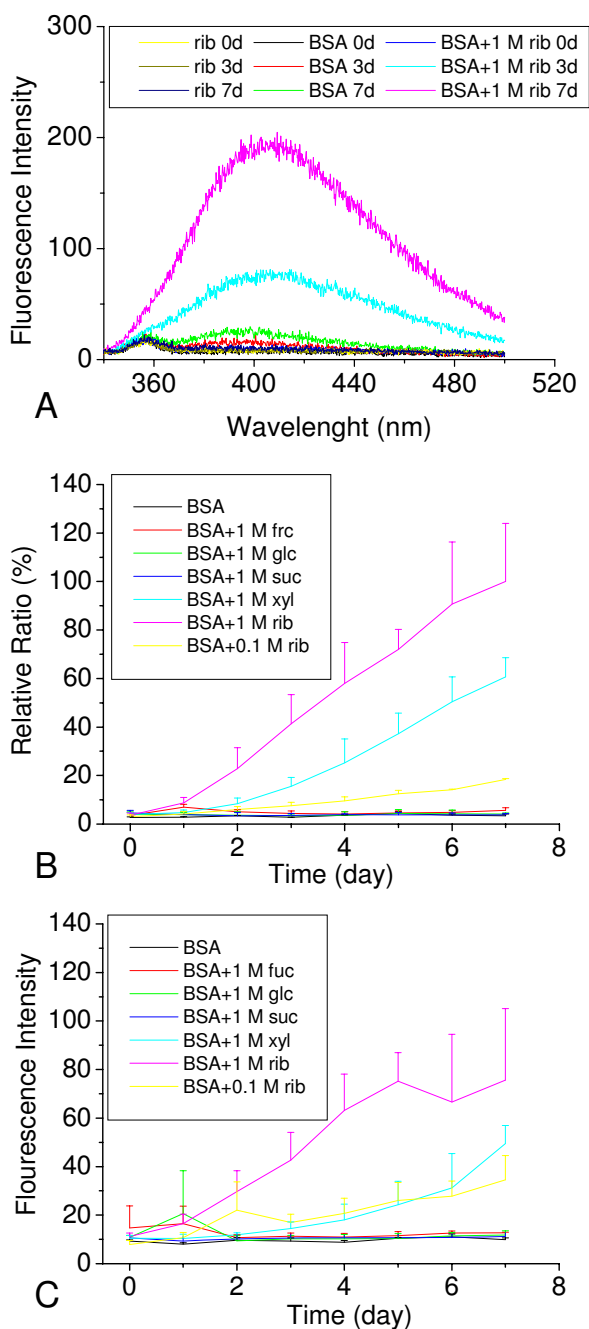 rib 0d BSA 0d BSA+1 M rib 0d
rib 3d BSA 3d BSA+1 M rib 3d
rib 7d BSA 7d BSA+1 M rib 7d
300
200
100
0
Fluorescence Intensity
360 400 440 480 520
Wavelenght (nm)
A
140
120
100
80
60
40
20
0
Relative Ratio (%)
BSA
BSA+1 M frc
BSA+1 M glc
BSA+1 M suc
BSA+1 M xyl
BSA+1 M rib
BSA+0.1 M rib
0 2 4 6 8
Time (day)
B
140
120
100
80
60
40
20
0
Flourescence Intensity
BSA
BSA+1 M fuc
BSA+1 M glc
BSA+1 M suc
BSA+1 M xyl
BSA+1 M rib
BSA+0.1 M rib
0 2 4 6 8
Time (day)
C